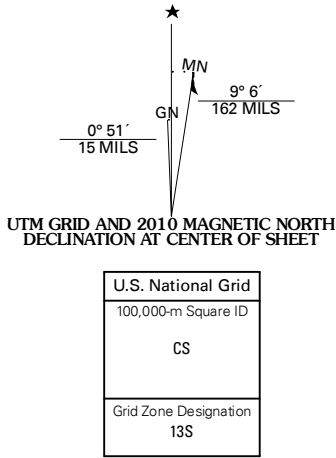 ★
MN
9° 6´
162 MILS
GN
0° 51´
15 MILS
UTM GRID AND 2010 MAGNETIC NORTH
DECLINATION AT CENTER OF SHEET
U.S. National Grid
100,000-m Square ID
CS
Grid Zone Designation
13S